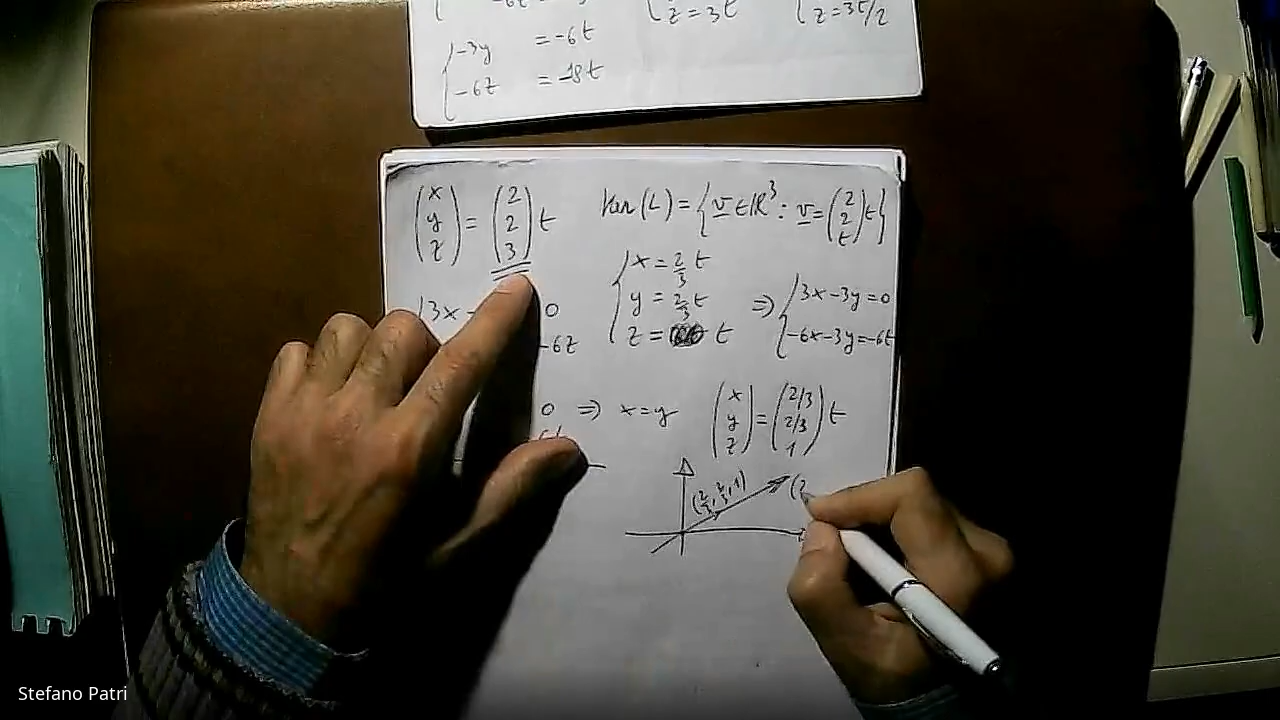 z = 3t
z = 3t/2
-3y = -6t
-6z = -18t
(x y z) = (2 2 3) t
Ker (L) = { v ∈ ℝ³ : v = (2 2 t) t }
x = 2/3 t
y = 2/3 t
z = t
3x -
0
-6z
=> { 3x - 3y = 0
-6x - 3y = -6t
0 => x = y
(x y z) = (2/3 2/3 1) t
(2/3, 2/3, 1)
(2
Stefano Patri